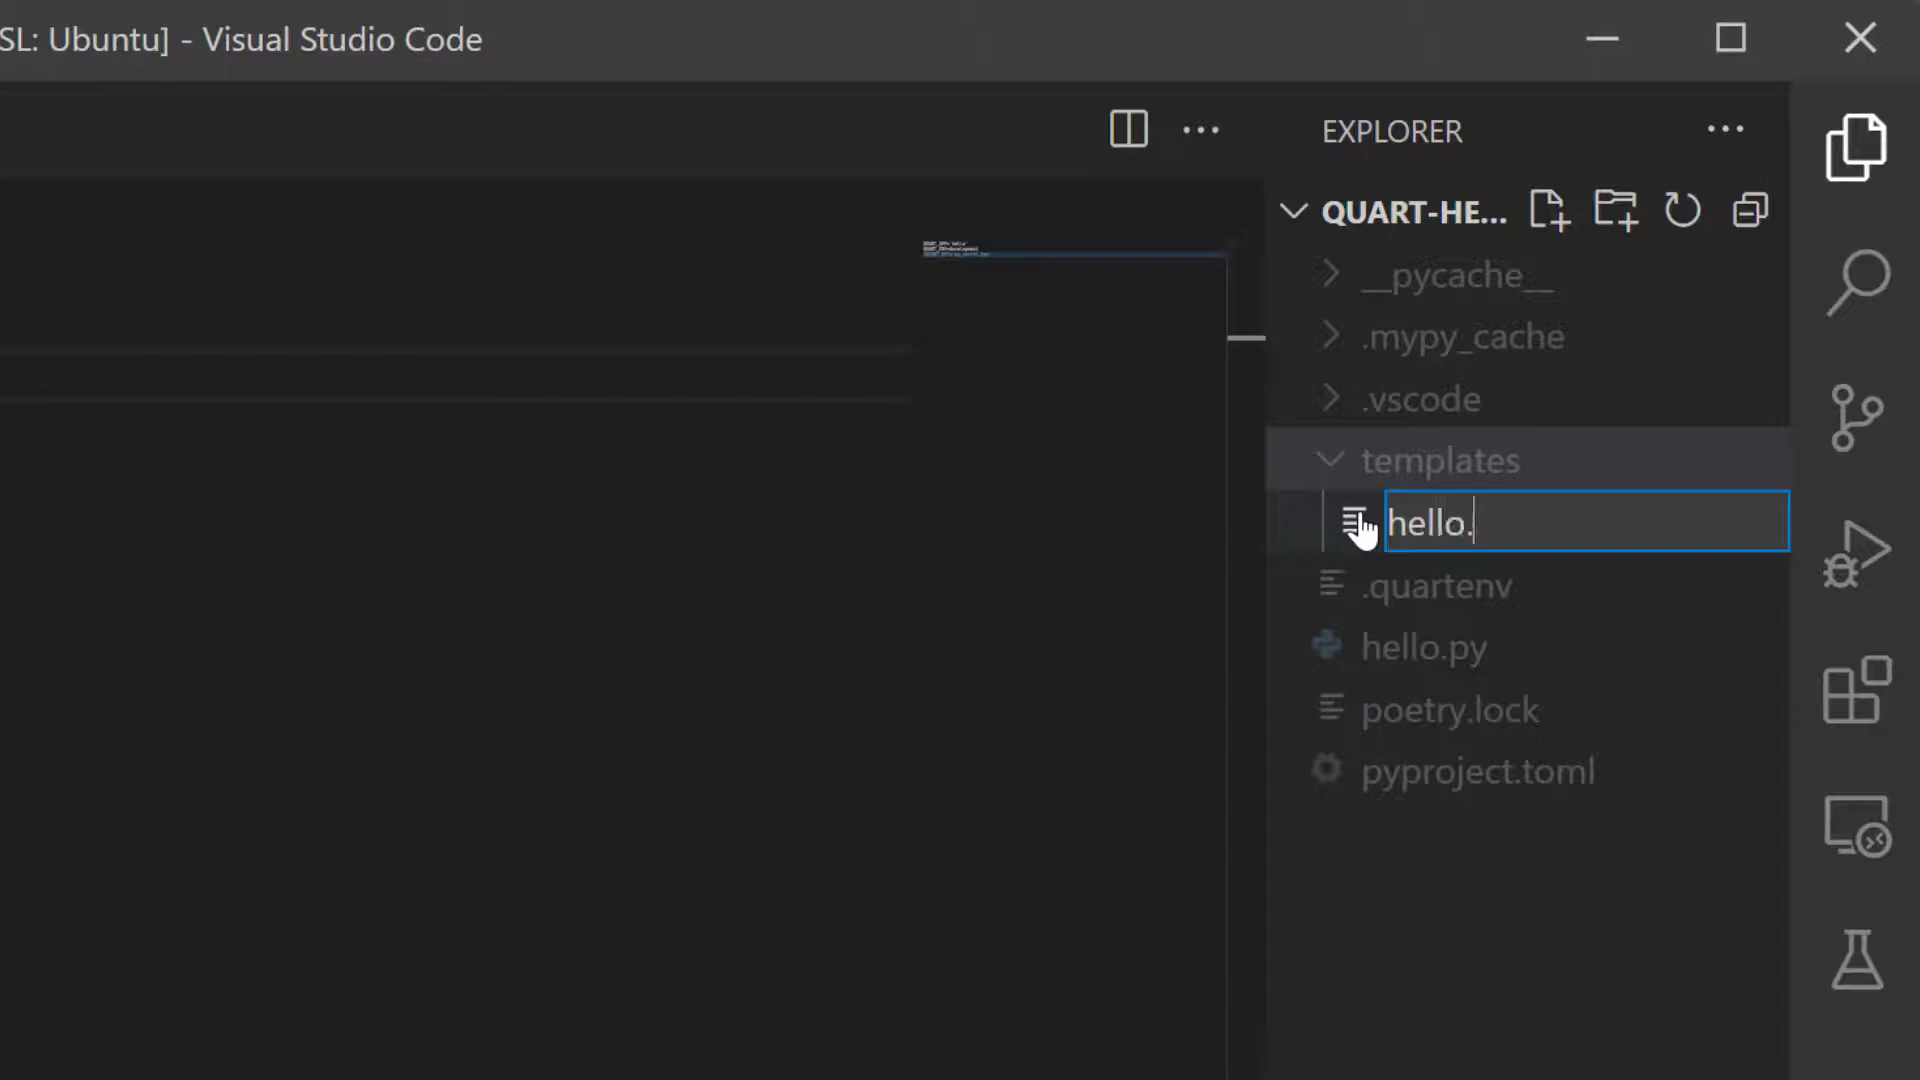 SL: Ubuntu] - Visual Studio Code
EXPLORER
QUART-HE...
__pycache__
.mypy_cache
.vscode
templates
hello.
.quartenv
hello.py
poetry.lock
pyproject.toml